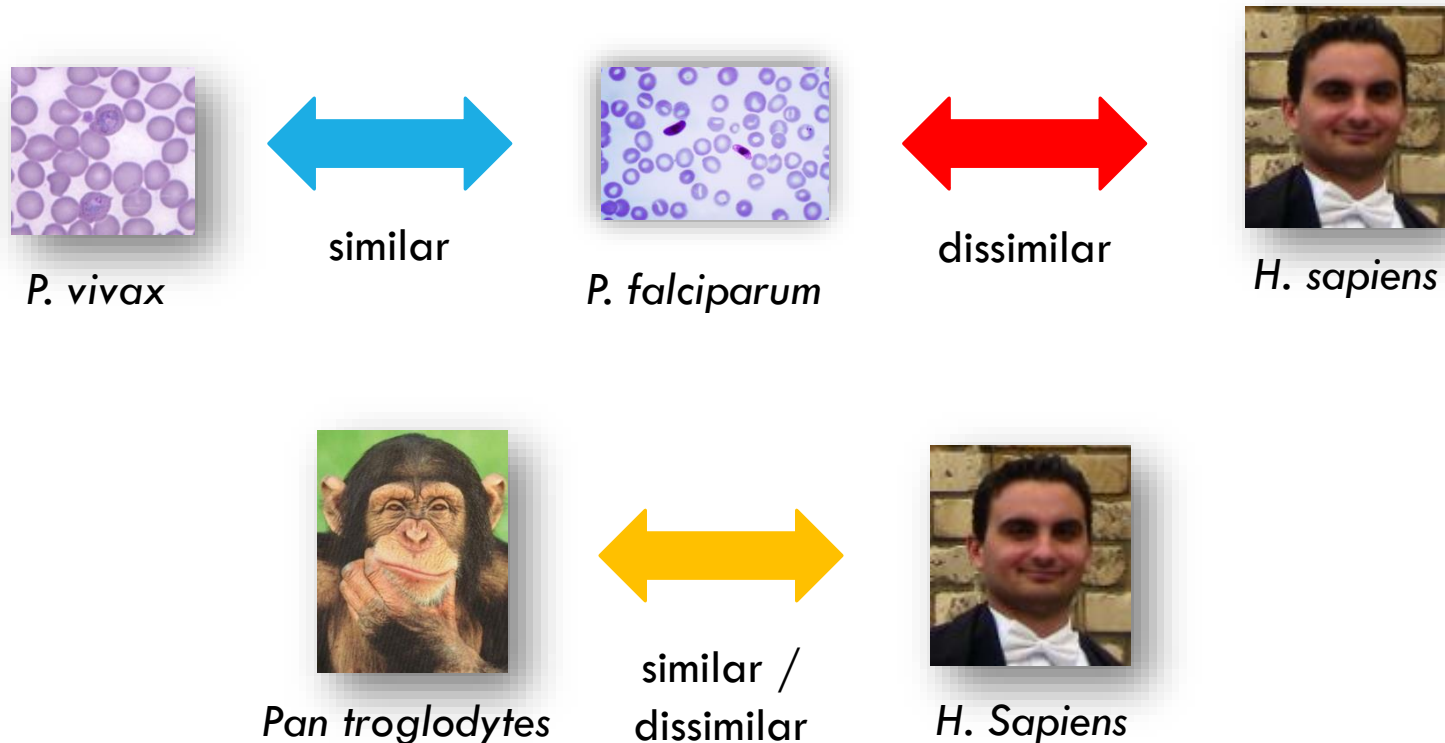 similar
dissimilar
P. vivax
P. falciparum
H. sapiens
similar /
dissimilar
Pan troglodytes
H. Sapiens